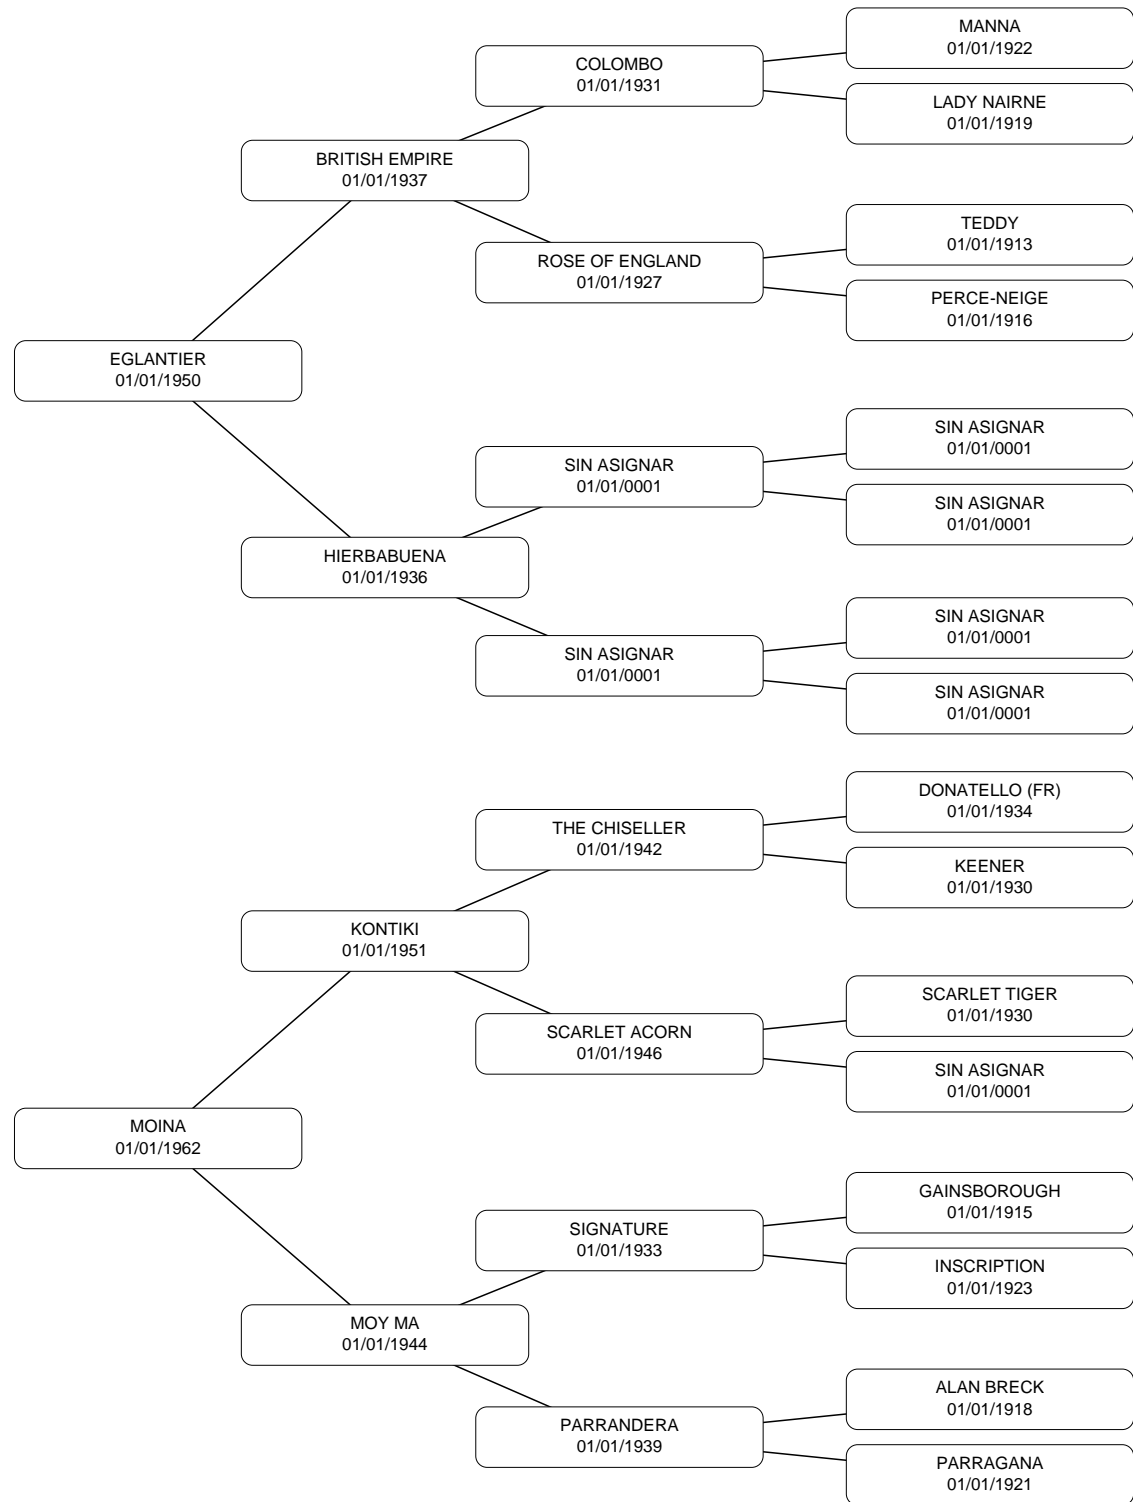 MANNA
01/01/1922
COLOMBO
01/01/1931
LADY NAIRNE
01/01/1919
BRITISH EMPIRE
01/01/1937
TEDDY
01/01/1913
ROSE OF ENGLAND
01/01/1927
PERCE-NEIGE
01/01/1916
EGLANTIER
01/01/1950
SIN ASIGNAR
01/01/0001
SIN ASIGNAR
01/01/0001
SIN ASIGNAR
01/01/0001
HIERBABUENA
01/01/1936
SIN ASIGNAR
01/01/0001
SIN ASIGNAR
01/01/0001
SIN ASIGNAR
01/01/0001
DONATELLO (FR)
01/01/1934
THE CHISELLER
01/01/1942
KEENER
01/01/1930
KONTIKI
01/01/1951
SCARLET TIGER
01/01/1930
SCARLET ACORN
01/01/1946
SIN ASIGNAR
01/01/0001
MOINA
01/01/1962
GAINSBOROUGH
01/01/1915
SIGNATURE
01/01/1933
INSCRIPTION
01/01/1923
MOY MA
01/01/1944
ALAN BRECK
01/01/1918
PARRANDERA
01/01/1939
PARRAGANA
01/01/1921